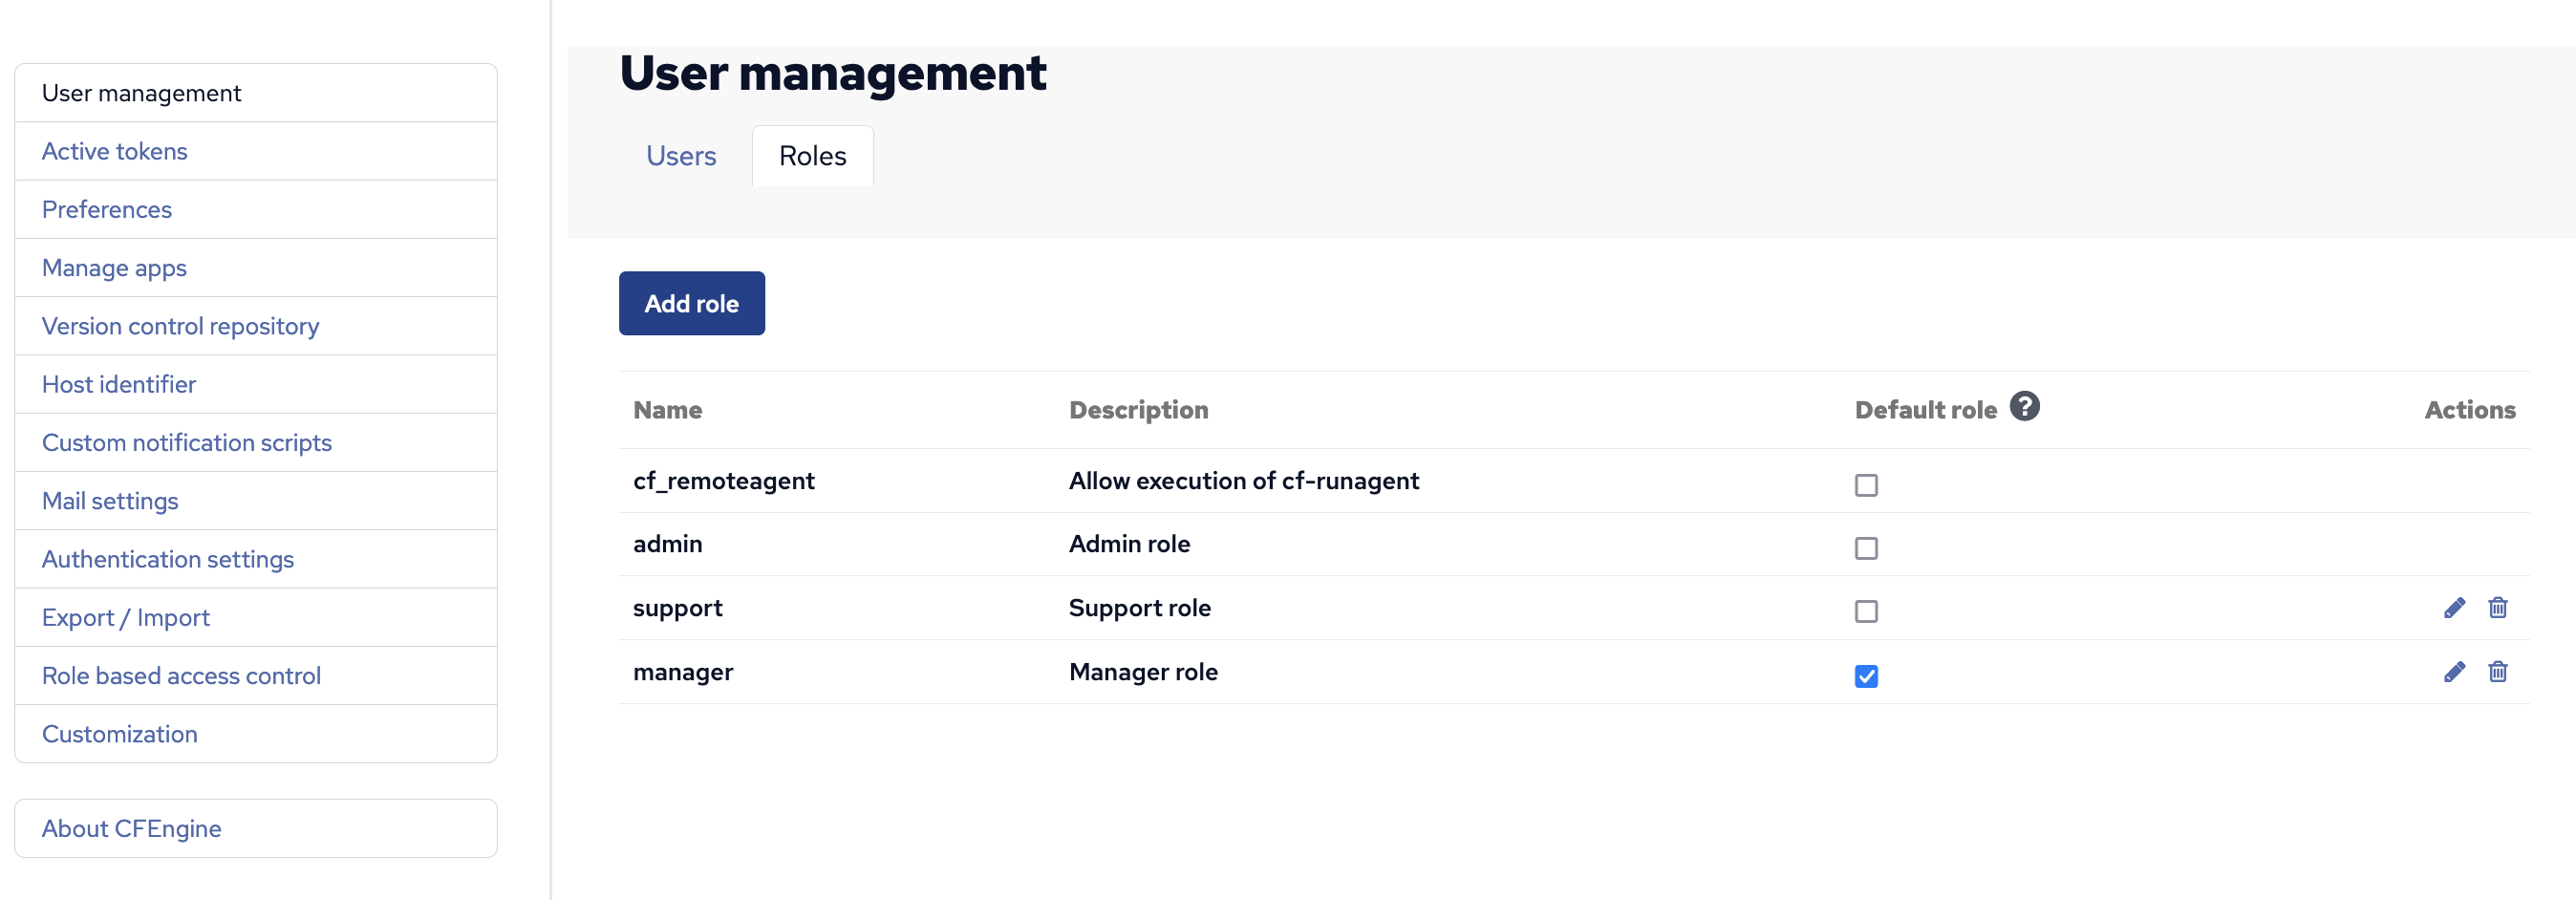 User management
Active tokens
Preferences
Manage apps
Version control repository
Host identifier
Custom notification scripts
Mail settings
Authentication settings
Export / Import
Role based access control
Customization
About CFEngine
User management
Users Roles
Add role
Name Description Default role ? Actions
cf_remoteagent Allow execution of cf-runagent
admin Admin role
support Support role
manager Manager role